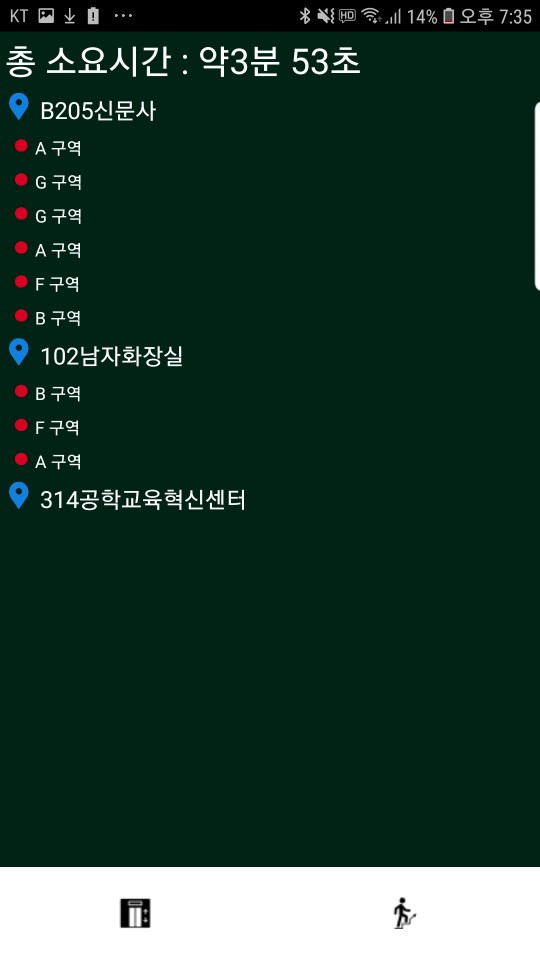 KT 14% 오후 7:35
총 소요시간 : 약3분 53초
B205신문사
A 구역
G 구역
G 구역
A 구역
F 구역
B 구역
102남자화장실
B 구역
F 구역
A 구역
314공학교육혁신센터